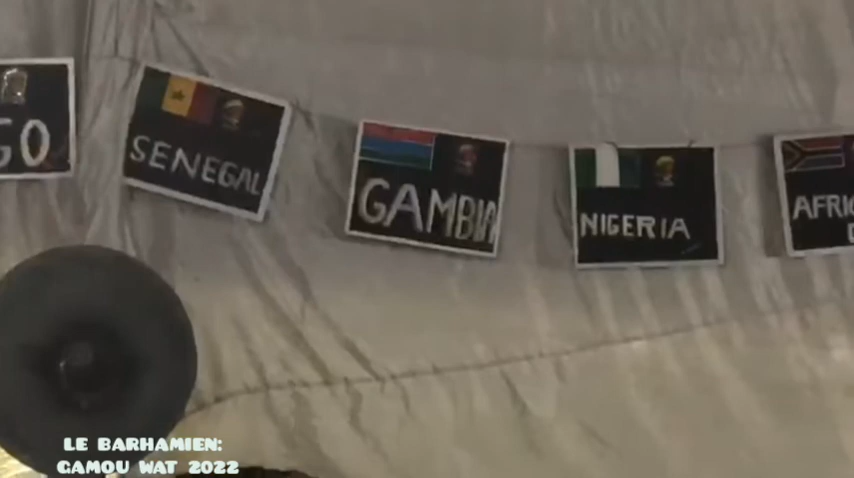 GO
SENEGAL
GAMBIA
NIGERIA
AFRIC
LE BARHAMIEN:
GAMOU WAT 2022